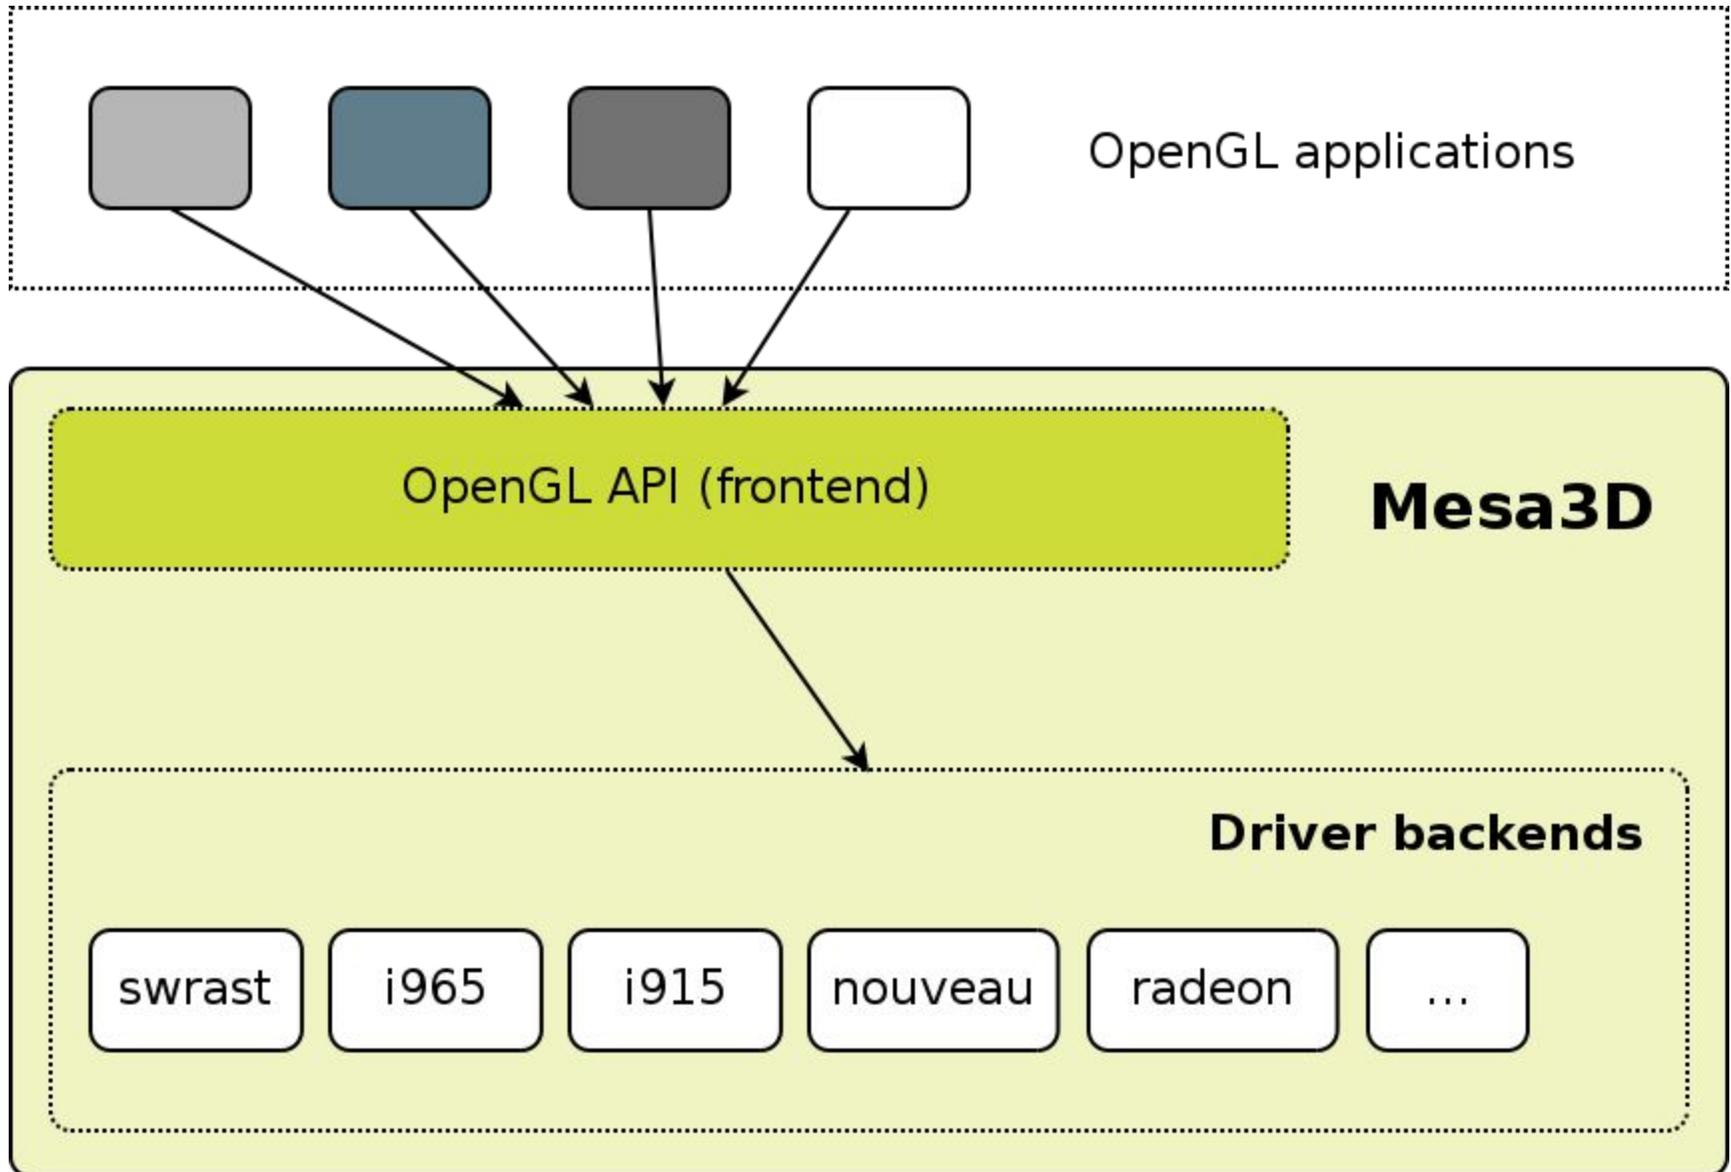 OpenGL applications
OpenGL API (frontend)
Mesa3D
Driver backends
swrast
i965
i915
nouveau
radeon
...